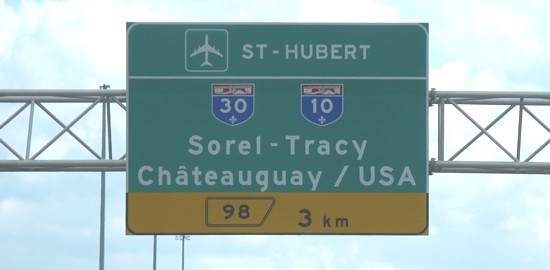 ST-HUBERT
30 10
Sorel-Tracy
Châteauguay / USA
98 3 km